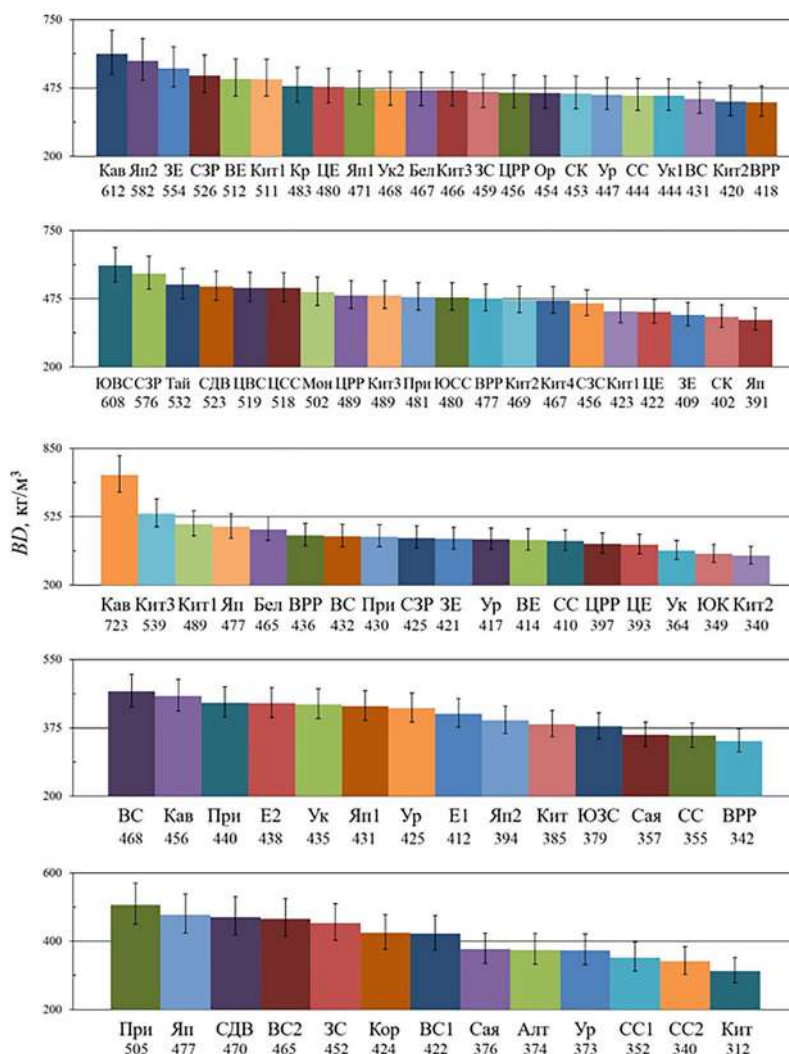 750
475
200
Кав Яп2 ЗЕ СЗР ВЕ Кит1 Кр ЦЕ Яп1 Ук2 Бел Кит3 ЗС ЦРР Ор СК Ур СС Ук1 ВС Кит2 ВРР
612 582 554 526 512 511 483 480 471 468 467 466 459 456 454 453 447 444 444 431 420 418
750
475
200
ЮВС СЗР Тай СДВ ЦВС ЦСС Мон ЦРР Кит3 При ЮСС ВРР Кит2 Кит4 СЗС Кит1 ЦЕ ЗЕ СК Яп
608 576 532 523 519 518 502 489 489 481 480 477 469 467 456 423 422 409 402 391
BD, кг/м³
850
525
200
Кав Кит3 Кит1 Яп Бел ВРР ВС При СЗР ЗЕ Ур ВЕ СС ЦРР ЦЕ Ук ЮК Кит2
723 539 489 477 465 436 432 430 425 421 417 414 410 397 393 364 349 340
550
375
200
ВС Кав При Е2 Ук Яп1 Ур Е1 Яп2 Кит ЮЗС Сая СС ВРР
468 456 440 438 435 431 425 412 394 385 379 357 355 342
600
400
200
При Яп СДВ ВС2 ЗС Кор ВС1 Сая Алт Ур СС1 СС2 Кит
505 477 470 465 452 424 422 376 374 373 352 340 312